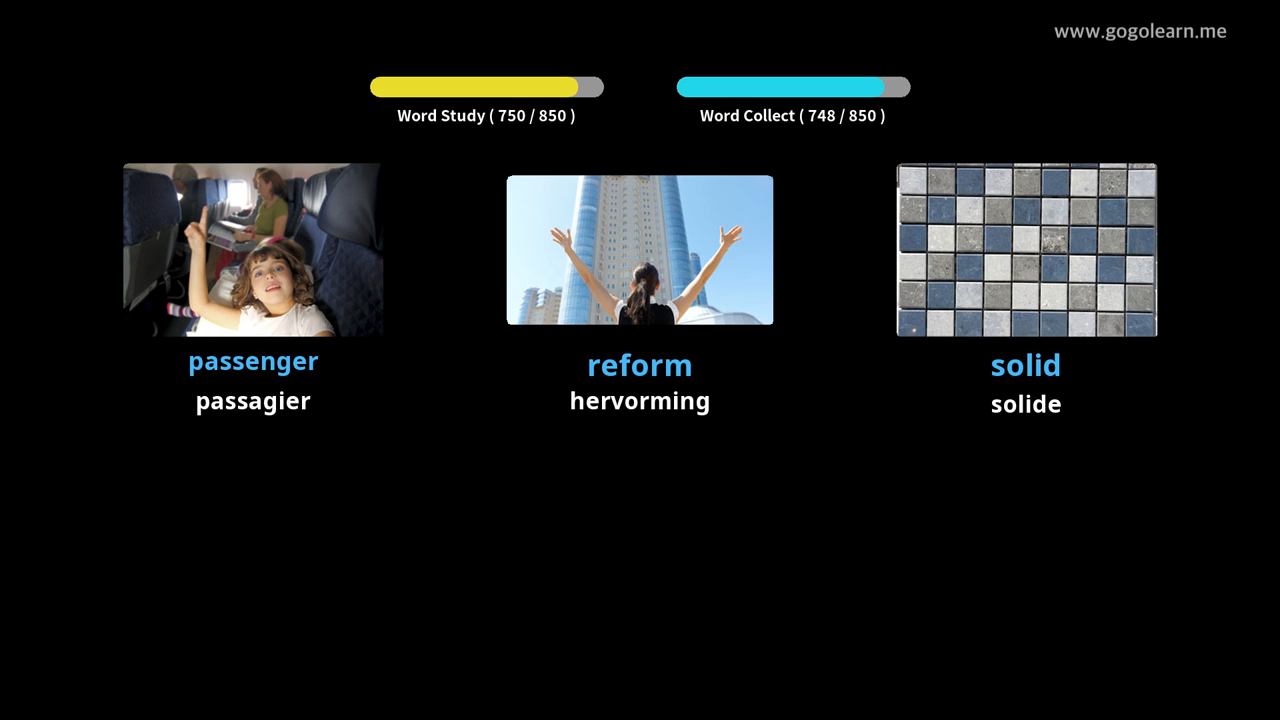 www.gogolearn.me
Word Study ( 750 / 850 )
Word Collect ( 748 / 850 )
passenger
passagier
reform
hervorming
solid
solide